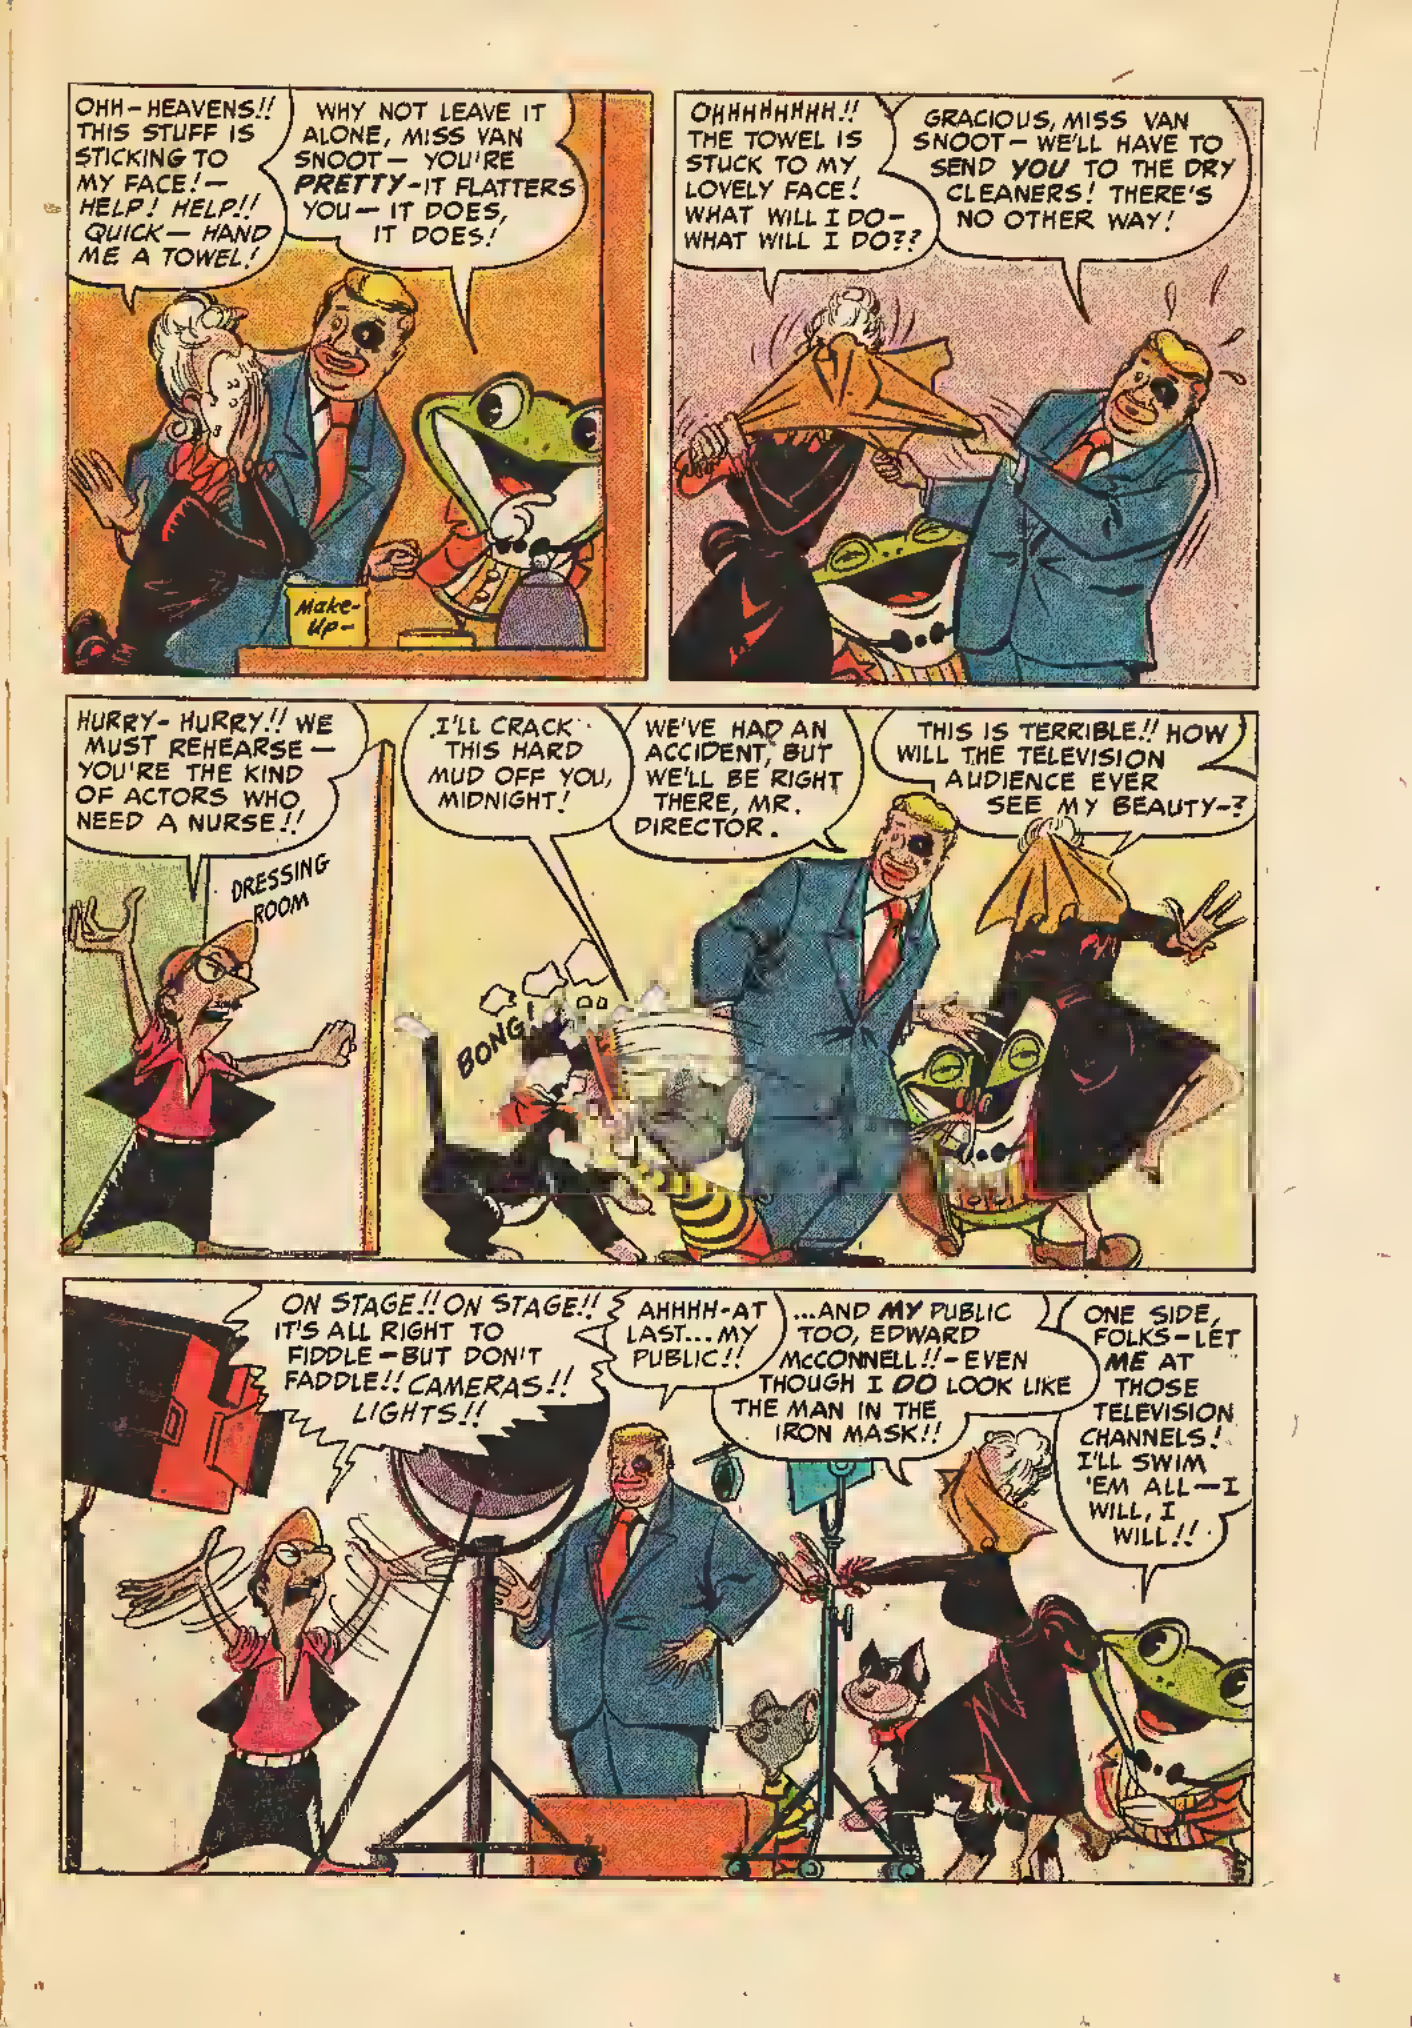 OHH-HEAVENS!!
THIS STUFF IS
STICKING TO
MY FACE!-
HELP! HELP!!
QUICK- HAND
ME A TOWEL!
WHY NOT LEAVE IT
ALONE, MISS VAN
SNOOT- YOU'RE
PRETTY-IT FLATTERS
YOU- IT DOES,
IT DOES!
Make-
Up-
OHHHHHHHH!!
THE TOWEL IS
STUCK TO MY
LOVELY FACE!
WHAT WILL I DO-
WHAT WILL I DO??
GRACIOUS, MISS VAN
SNOOT- WE'LL HAVE TO
SEND YOU TO THE DRY
CLEANERS! THERE'S
NO OTHER WAY!
HURRY- HURRY!! WE
MUST REHEARSE-
YOU'RE THE KIND
OF ACTORS WHO
NEED A NURSE!!
DRESSING
ROOM
I'LL CRACK
THIS HARD
MUD OFF YOU,
MIDNIGHT!
BONG!
WE'VE HAD AN
ACCIDENT, BUT
WE'LL BE RIGHT
THERE, MR.
DIRECTOR.
THIS IS TERRIBLE!! HOW
WILL THE TELEVISION
AUDIENCE EVER
SEE MY BEAUTY-?
ON STAGE!! ON STAGE!!
IT'S ALL RIGHT TO
FIDDLE-BUT DON'T
FADDLE!! CAMERAS!!
LIGHTS!!
AHHHH-AT
LAST...MY
PUBLIC!!
...AND MY PUBLIC
TOO, EDWARD
McCONNELL!!-EVEN
THOUGH I DO LOOK LIKE
THE MAN IN THE
IRON MASK!!
ONE SIDE,
FOLKS-LET
ME AT
THOSE
TELEVISION
CHANNELS!
I'LL SWIM
'EM ALL-I
WILL, I
WILL!!